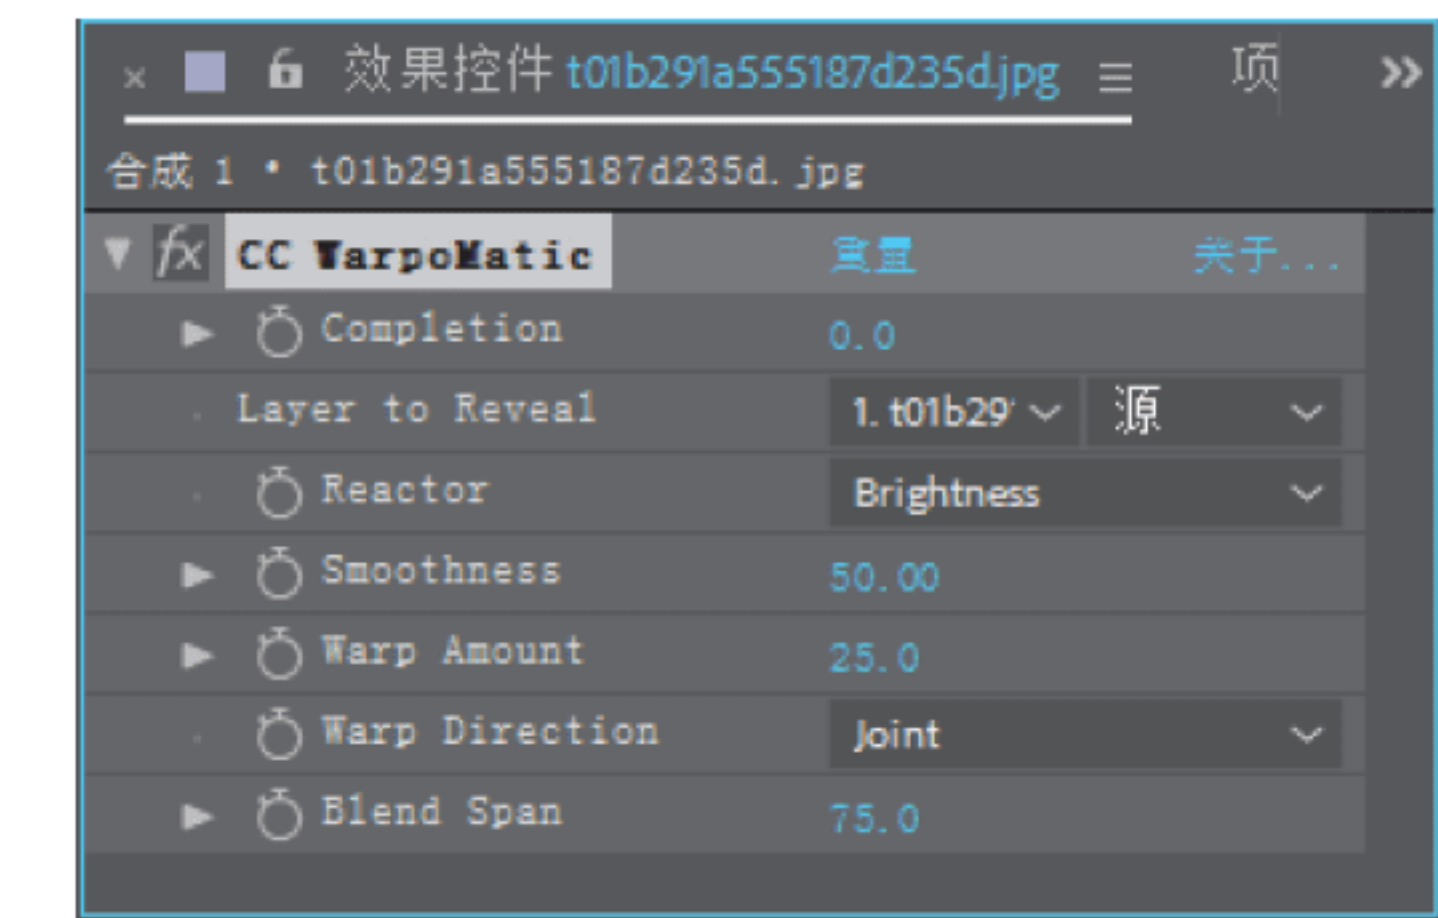 × 效果控件 t01b291a555187d235d.jpg ☰ 项 »
合成 1 • t01b291a555187d235d.jpg
fx CC WarpoMatic 重置 关于...
Completion 0.0
Layer to Reveal 1. t01b29 源
Reactor Brightness
Smoothness 50.00
Warp Amount 25.0
Warp Direction Joint
Blend Span 75.0